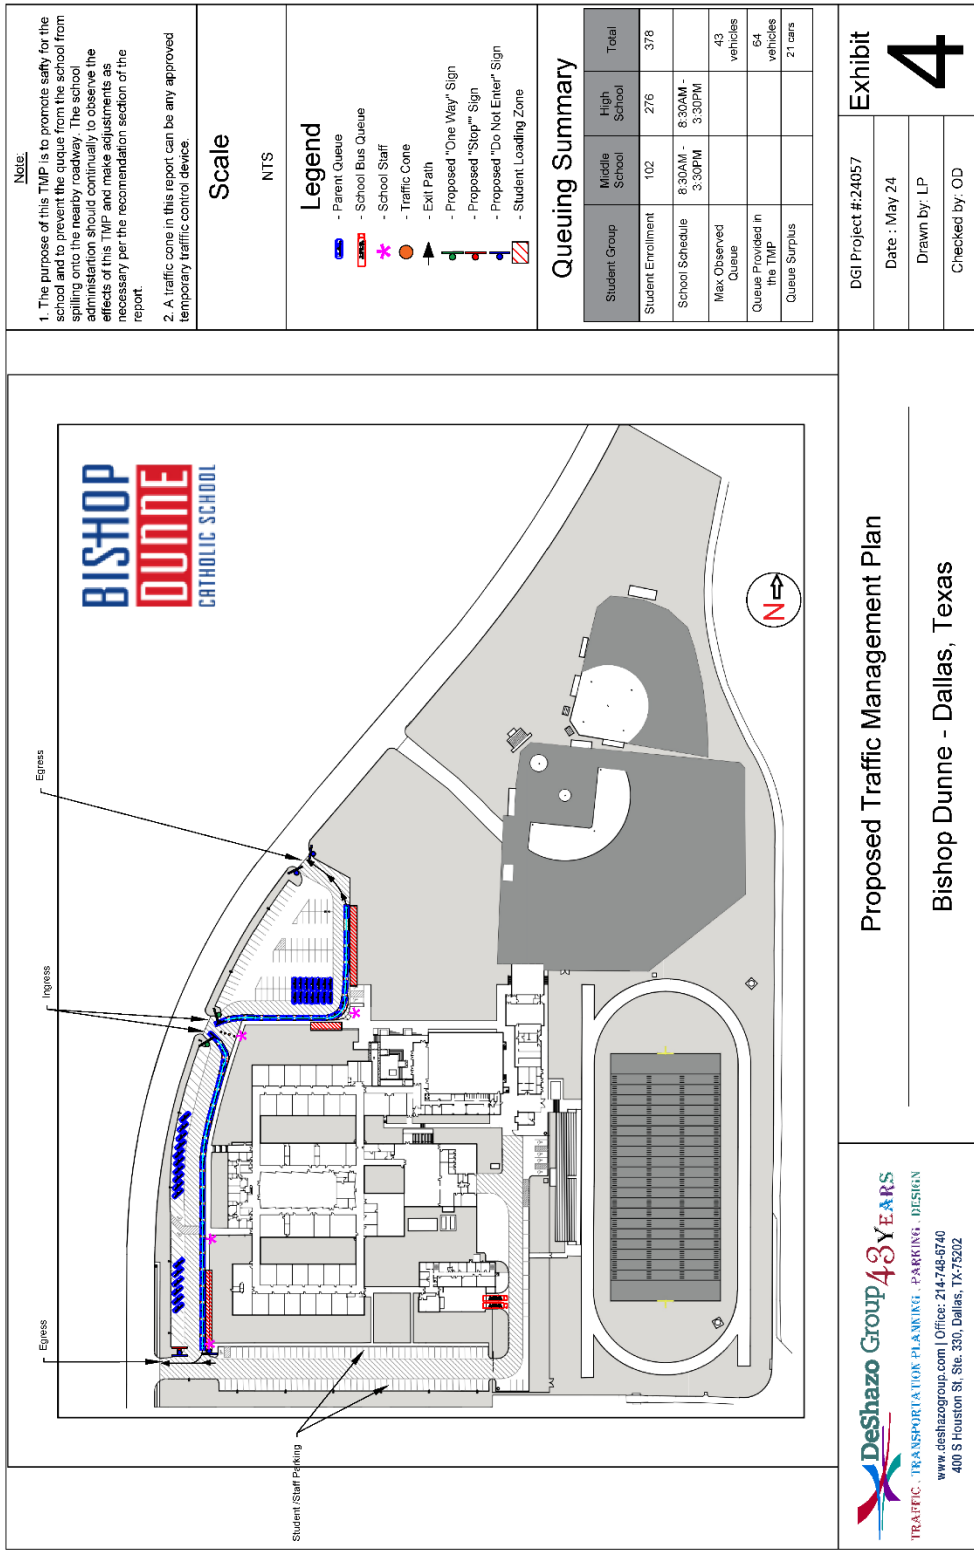 Note:
1. The purpose of this TMP is to promote safty for the
school and to prevent the quque from the school from
spilling onto the nearby roadway. The school
administartion should continually to observe the
effects of this TMP and make adjustments as
necessary per the recomendation section of the
report.
2. A traffic cone in this report can be any approved
temporary traffic control device.
Scale
NTS
Legend
- Parent Queue
- School Bus Queue
- School Staff
- Traffic Cone
- Exit Path
- Proposed "One Way" Sign
- Proposed "Stop"" Sign
- Proposed "Do Not Enter" Sign
- Student Loading Zone
Queuing Summary
Student Group Middle School High School Total
Student Enrollment 102 276 378
School Schedule 8:30AM - 3:30PM 8:30AM - 3:30PM
Max Observed Queue 43 vehicles
Queue Provided in the TMP 64 vehicles
Queue Surplus 21 cars
DGI Project #:24057
Date : May 24
Drawn by: LP
Checked by: OD
Exhibit
4
BISHOP
DUNNE
CATHOLIC SCHOOL
Egress
Ingress
Egress
Student /Staff Parking
N
Proposed Traffic Management Plan
Bishop Dunne - Dallas, Texas
DeShazo Group 43 YEARS
TRAFFIC . TRANSPORTATION PLANNING . PARKING . DESIGN
www.deshazogroup.com | Office: 214-748-6740
400 S Houston St, Ste. 330, Dallas, TX-75202